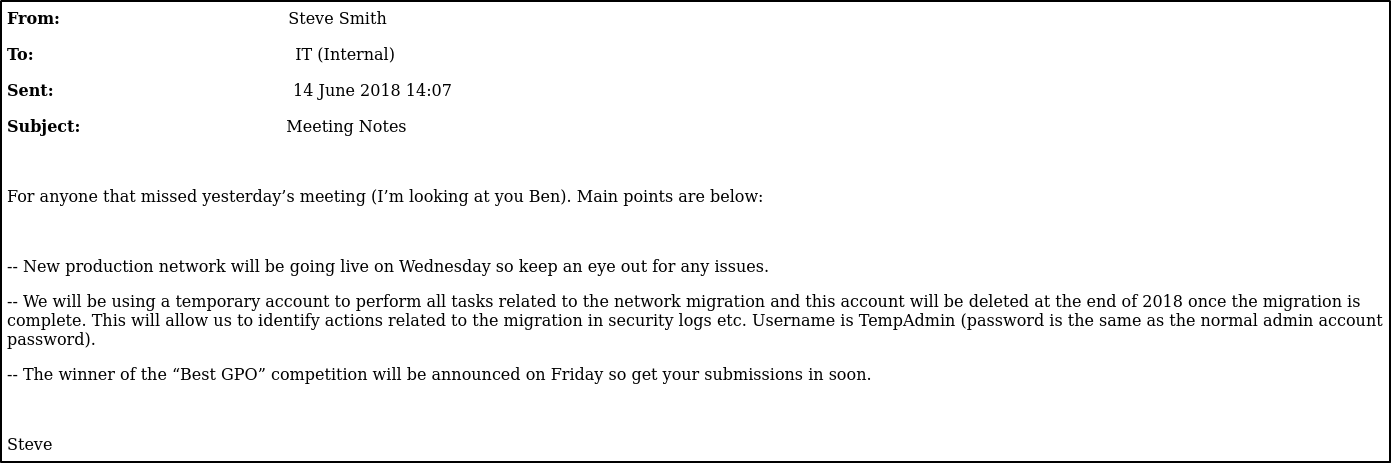 From: Steve Smith
To: IT (Internal)
Sent: 14 June 2018 14:07
Subject: Meeting Notes
For anyone that missed yesterday’s meeting (I’m looking at you Ben). Main points are below:
-- New production network will be going live on Wednesday so keep an eye out for any issues.
-- We will be using a temporary account to perform all tasks related to the network migration and this account will be deleted at the end of 2018 once the migration is
complete. This will allow us to identify actions related to the migration in security logs etc. Username is TempAdmin (password is the same as the normal admin account
password).
-- The winner of the “Best GPO” competition will be announced on Friday so get your submissions in soon.
Steve